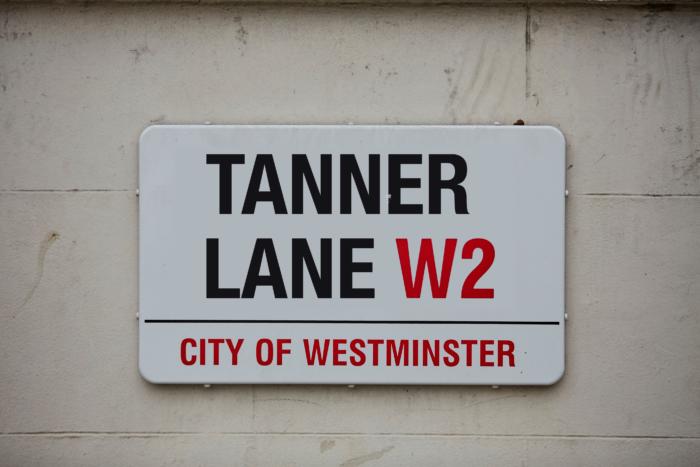 TANNER
LANE W2
CITY OF WESTMINSTER